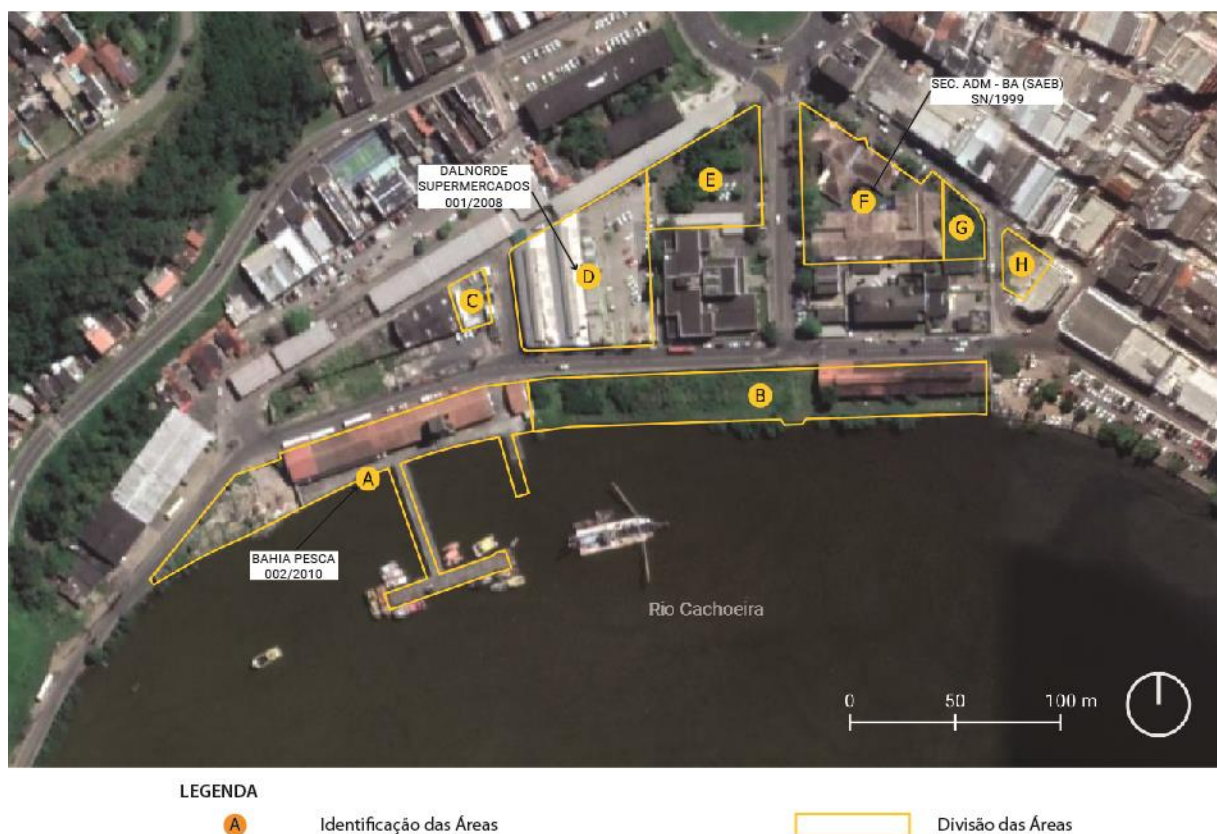 SEC. ADM - BA (SAEB)
SN/1999
DALNORDE
SUPERMERCADOS
001/2008
E
F
G
H
D
C
B
A
BAHIA PESCA
002/2010
Rio Cachoeira
0 50 100 m
LEGENDA
A Identificação das Áreas
Divisão das Áreas